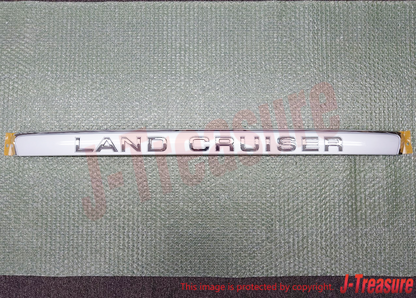 J-Treasure
LAND CRUISER
This image is protected by copyright
J-Treasure